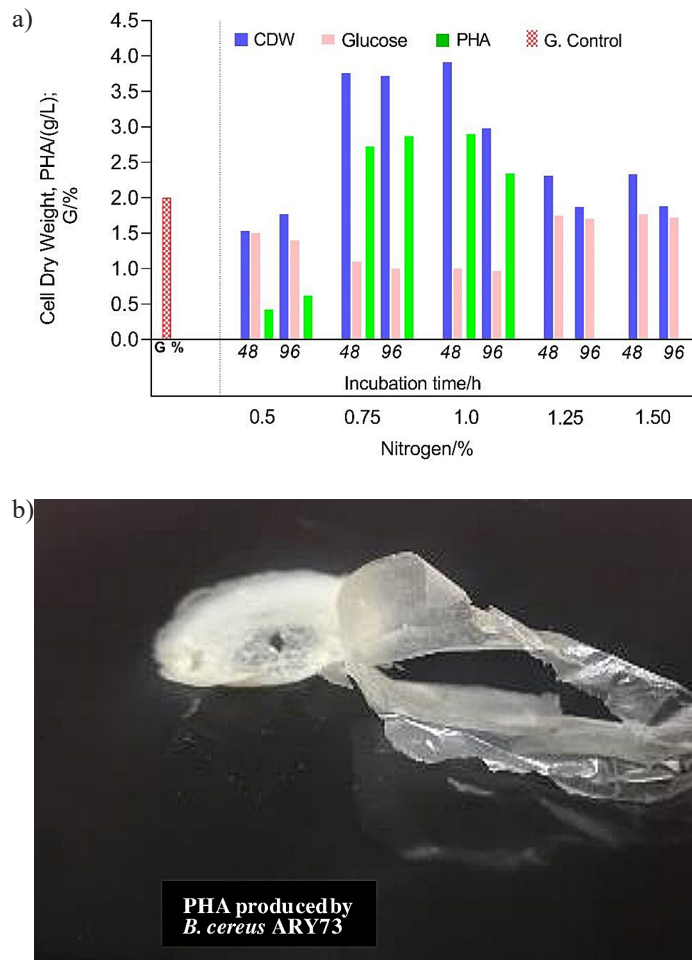 a)
4.5
CDW Glucose PHA G. Control
4.0
3.5
3.0
2.5
2.0
1.5
1.0
0.5
0.0
Cell Dry Weight, PHA/(g/L);
G/%
G %
48 96 48 96 48 96 48 96 48 96
Incubation time/h
0.5 0.75 1.0 1.25 1.50
Nitrogen/%
b)
PHA produced by
B. cereus ARY73